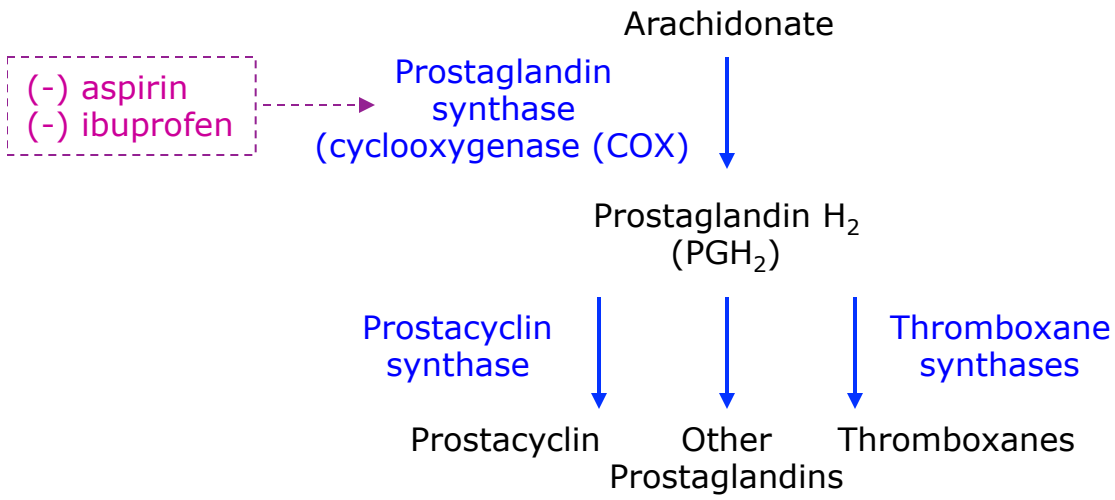 Arachidonate
(-) aspirin
(-) ibuprofen
Prostaglandin
synthase
(cyclooxygenase (COX)
Prostaglandin H₂
(PGH₂)
Prostacyclin
synthase
Thromboxane
synthases
Prostacyclin
Other
Prostaglandins
Thromboxanes